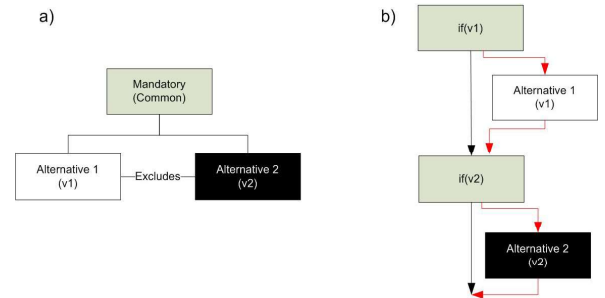 a)
Mandatory
(Common)
Alternative 1
(v1)
Excludes
Alternative 2
(v2)
b)
if(v1)
Alternative 1
(v1)
if(v2)
Alternative 2
(v2)